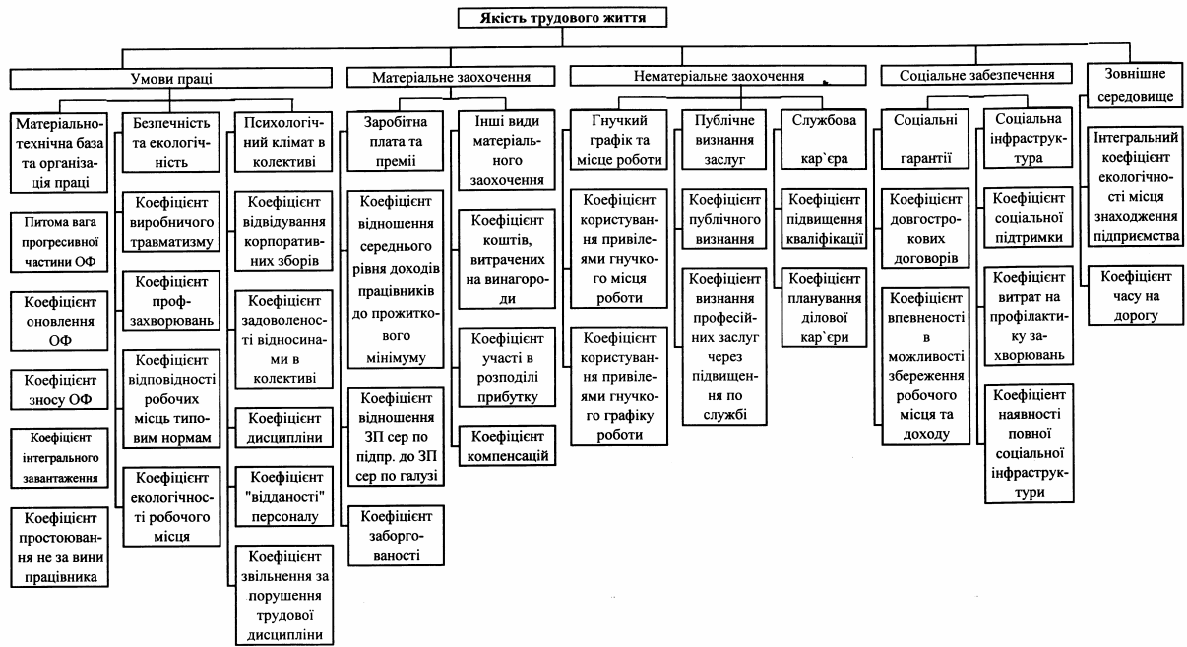 Якість трудового життя
Умови праці
Матеріальне заохочення
Нематеріальне заохочення
Соціальне забезпечення
Зовнішне
середовище
Матеріально-
технічна база
та організа-
ція праці
Питома вага
прогресивної
частини ОФ
Коефіцієнт
оновлення
ОФ
Коефіцієнт
зносу ОФ
Коефіцієнт
інтегрального
завантаження
Коефіцієнт
простоюван-
ня не за вини
працівника
Безпечність
та екологіч-
ність
Коефіцієнт
виробничого
травматизму
Коефіцієнт
проф-
захворювань
Коефіцієнт
відповідності
робочих
місць типо-
вим нормам
Коефіцієнт
екологічнос-
ті робочого
місця
Психологіч-
ний клімат в
колективі
Коефіцієнт
відвідування
корпоратив-
них зборів
Коефіцієнт
задоволенос-
ті відносина-
ми в
колективі
Коефіцієнт
дисципліни
Коефіцієнт
"відданості"
персоналу
Коефіцієнт
звільнення за
порушення
трудової
дисципліни
Заробітна
плата та
премії
Коефіцієнт
відношення
середнього
рівня доходів
працівників
до прожитко-
вого
мінімуму
Коефіцієнт
відношення
ЗП сер по
підпр. до ЗП
сер по галузі
Коефіцієнт
заборго-
ваності
Інші види
матеріаль-
ного
заохочення
Коефіцієнт
коштів,
витрачених
на винагоро-
ди
Коефіцієнт
участі в
розподілі
прибутку
Коефіцієнт
компенсацій
Гнучкий
графік та
місце роботи
Коефіцієнт
користуван-
ня привіле-
ями гнучко-
го місця
роботи
Коефіцієнт
користуван-
ня привіле-
ями гнучко-
го графіку
роботи
Публічне
визнання
заслуг
Коефіцієнт
публічного
визнання
Коефіцієнт
визнання
професій-
них заслуг
через
підвищен-
ня по
службі
Службова
кар`єра
Коефіцієнт
підвищення
кваліфікації
Коефіцієнт
планування
ділової
кар`єри
Соціальні
гарантії
Коефіцієнт
довгостро-
кових
договорів
Коефіцієнт
впевненості
в
можливості
збереження
робочого
місця та
доходу
Соціальна
інфраструк-
тура
Коефіцієнт
соціальної
підтримки
Коефіцієнт
витрат на
профілакти-
ку за-
хворювань
Коефіціент
наявності
повної
соціальної
інфраструк-
тури
Інтегральний
коефіцієнт
екологічно-
сті місця
знаходження
підприємства
Коефіцієнт
часу на
дорогу